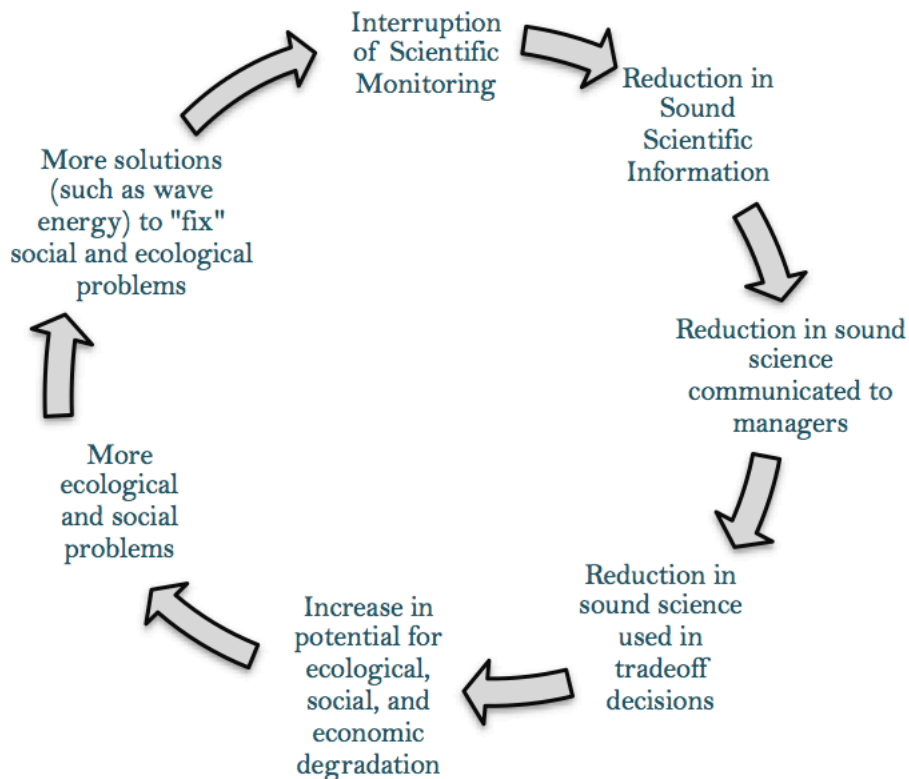 Interruption
of Scientific
Monitoring
Reduction in
Sound
Scientific
Information
Reduction in sound
science
communicated to
managers
Reduction in
sound science
used in
tradeoff
decisions
Increase in
potential for
ecological,
social, and
economic
degradation
More
ecological
and social
problems
More solutions
(such as wave
energy) to "fix"
social and ecological
problems